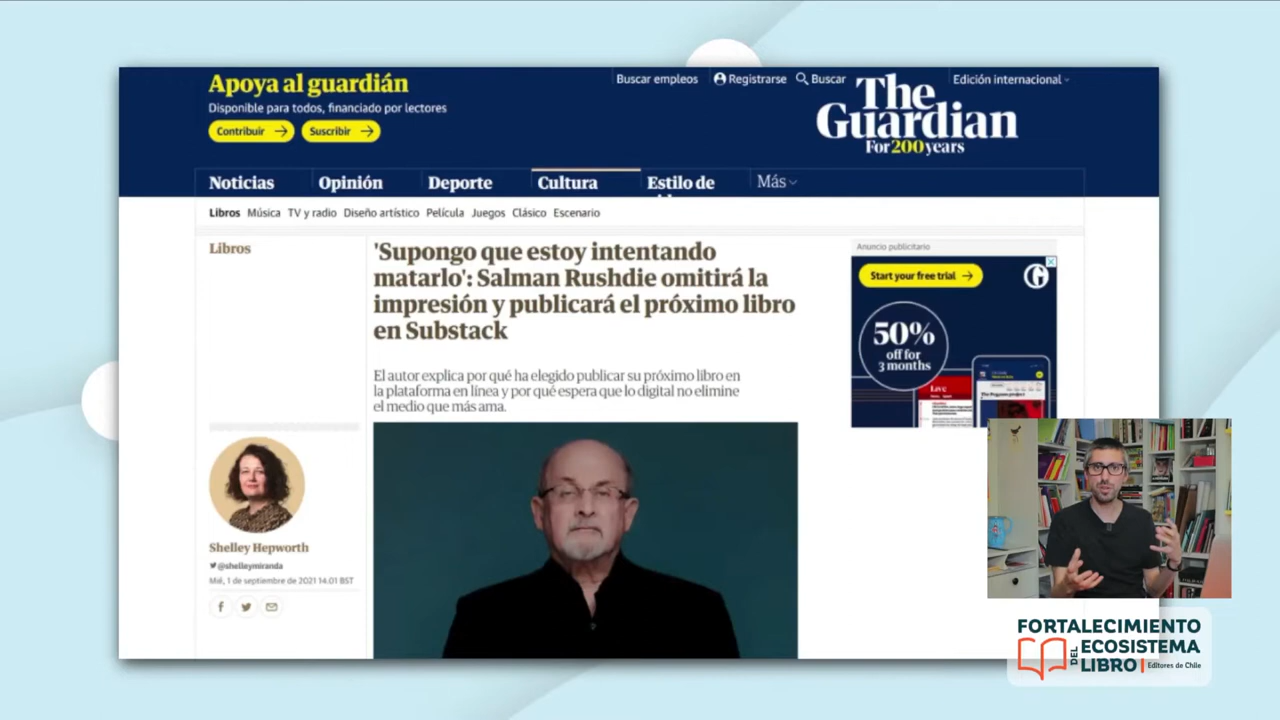 Apoya al guardián
Disponible para todos, financiado por lectores
Contribuir →
Suscribir →
Buscar empleos
Registrarse
Buscar
Edición internacional
The
Guardian
For 200 years
Noticias
Opinión
Deporte
Cultura
Estilo de
Más
Libros Música TV y radio Diseño artístico Película Juegos Clásico Escenario
Libros
'Supongo que estoy intentando
matarlo': Salman Rushdie omitirá la
impresión y publicará el próximo libro
en Substack
El autor explica por qué ha elegido publicar su próximo libro en
la plataforma en línea y por qué espera que lo digital no elimine
el medio que más ama.
Shelley Hepworth
@shelleymiranda
Mié, 1 de septiembre de 2021 14.01 BST
Anuncio publicitario
Start your free trial →
50%
off for
3 months
Live
FORTALECIMIENTO
DEL ECOSISTEMA
LIBRO
Editores de Chile